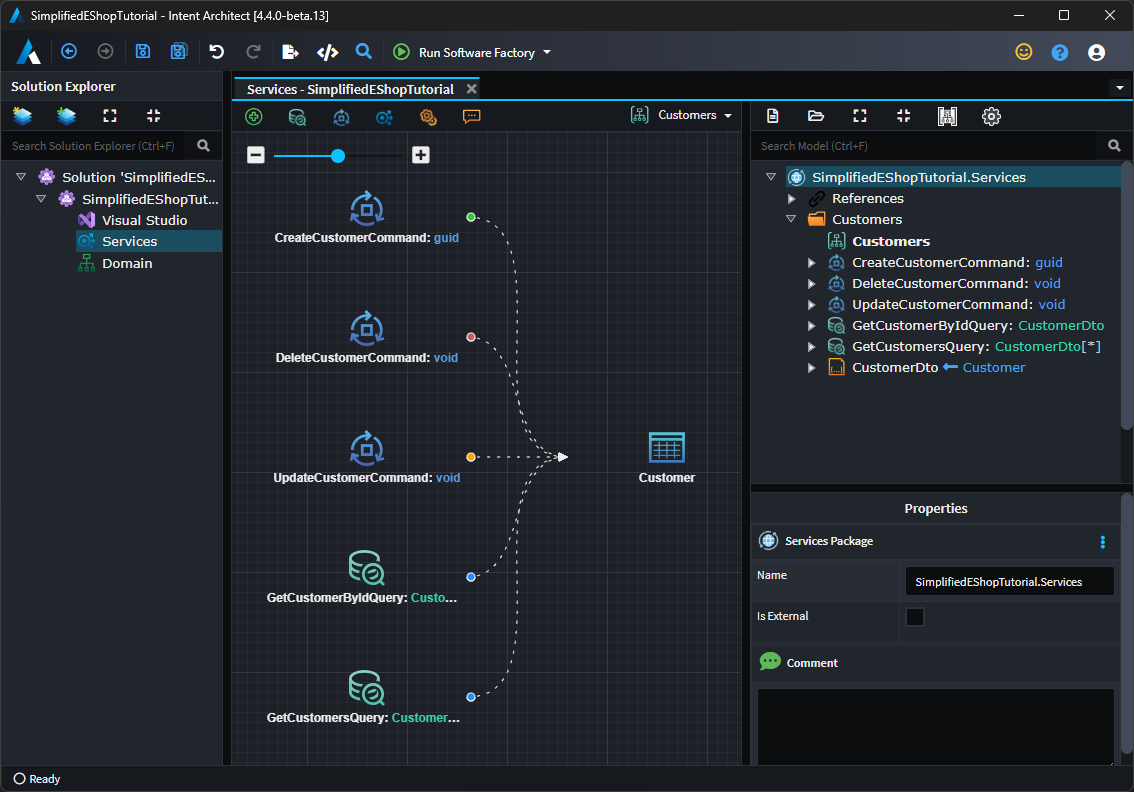 SimplifiedEShopTutorial - Intent Architect [4.4.0-beta.13]
Run Software Factory
Solution Explorer
Search Solution Explorer (Ctrl+F)
Solution 'SimplifiedES...
SimplifiedEShopTut...
Visual Studio
Services
Domain
Services - SimplifiedEShopTutorial
Customers
CreateCustomerCommand: guid
DeleteCustomerCommand: void
UpdateCustomerCommand: void
GetCustomerByIdQuery: Custo...
GetCustomersQuery: Customer...
Customer
Search Model (Ctrl+F)
SimplifiedEShopTutorial.Services
References
Customers
Customers
CreateCustomerCommand: guid
DeleteCustomerCommand: void
UpdateCustomerCommand: void
GetCustomerByIdQuery: CustomerDto
GetCustomersQuery: CustomerDto[*]
CustomerDto Customer
Properties
Services Package
Name
SimplifiedEShopTutorial.Services
Is External
Comment
Ready